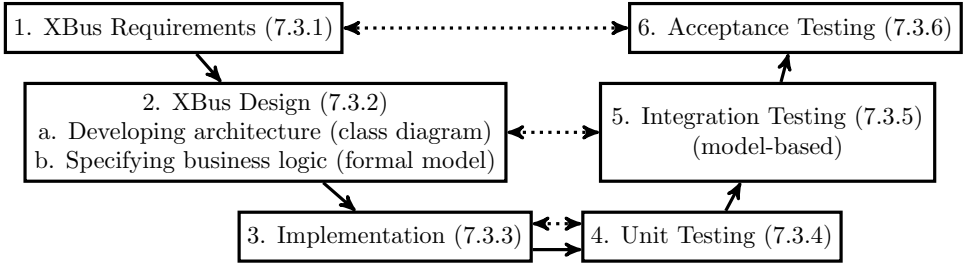 1. XBus Requirements (7.3.1)
6. Acceptance Testing (7.3.6)
2. XBus Design (7.3.2)
a. Developing architecture (class diagram)
b. Specifying business logic (formal model)
5. Integration Testing (7.3.5)
(model-based)
3. Implementation (7.3.3)
4. Unit Testing (7.3.4)